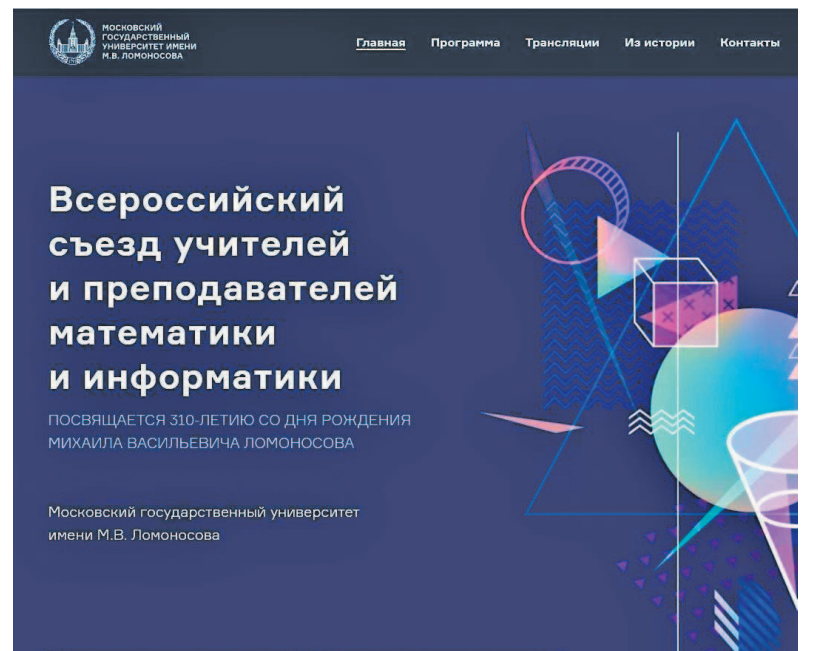 МОСКОВСКИЙ
ГОСУДАРСТВЕННЫЙ
УНИВЕРСИТЕТ ИМЕНИ
М.В. ЛОМОНОСОВА
Главная Программа Трансляции Из истории Контакты
Всероссийский
съезд учителей
и преподавателей
математики
и информатики
ПОСВЯЩАЕТСЯ 310-ЛЕТИЮ СО ДНЯ РОЖДЕНИЯ
МИХАИЛА ВАСИЛЬЕВИЧА ЛОМОНОСОВА
Московский государственный университет
имени М.В. Ломоносова